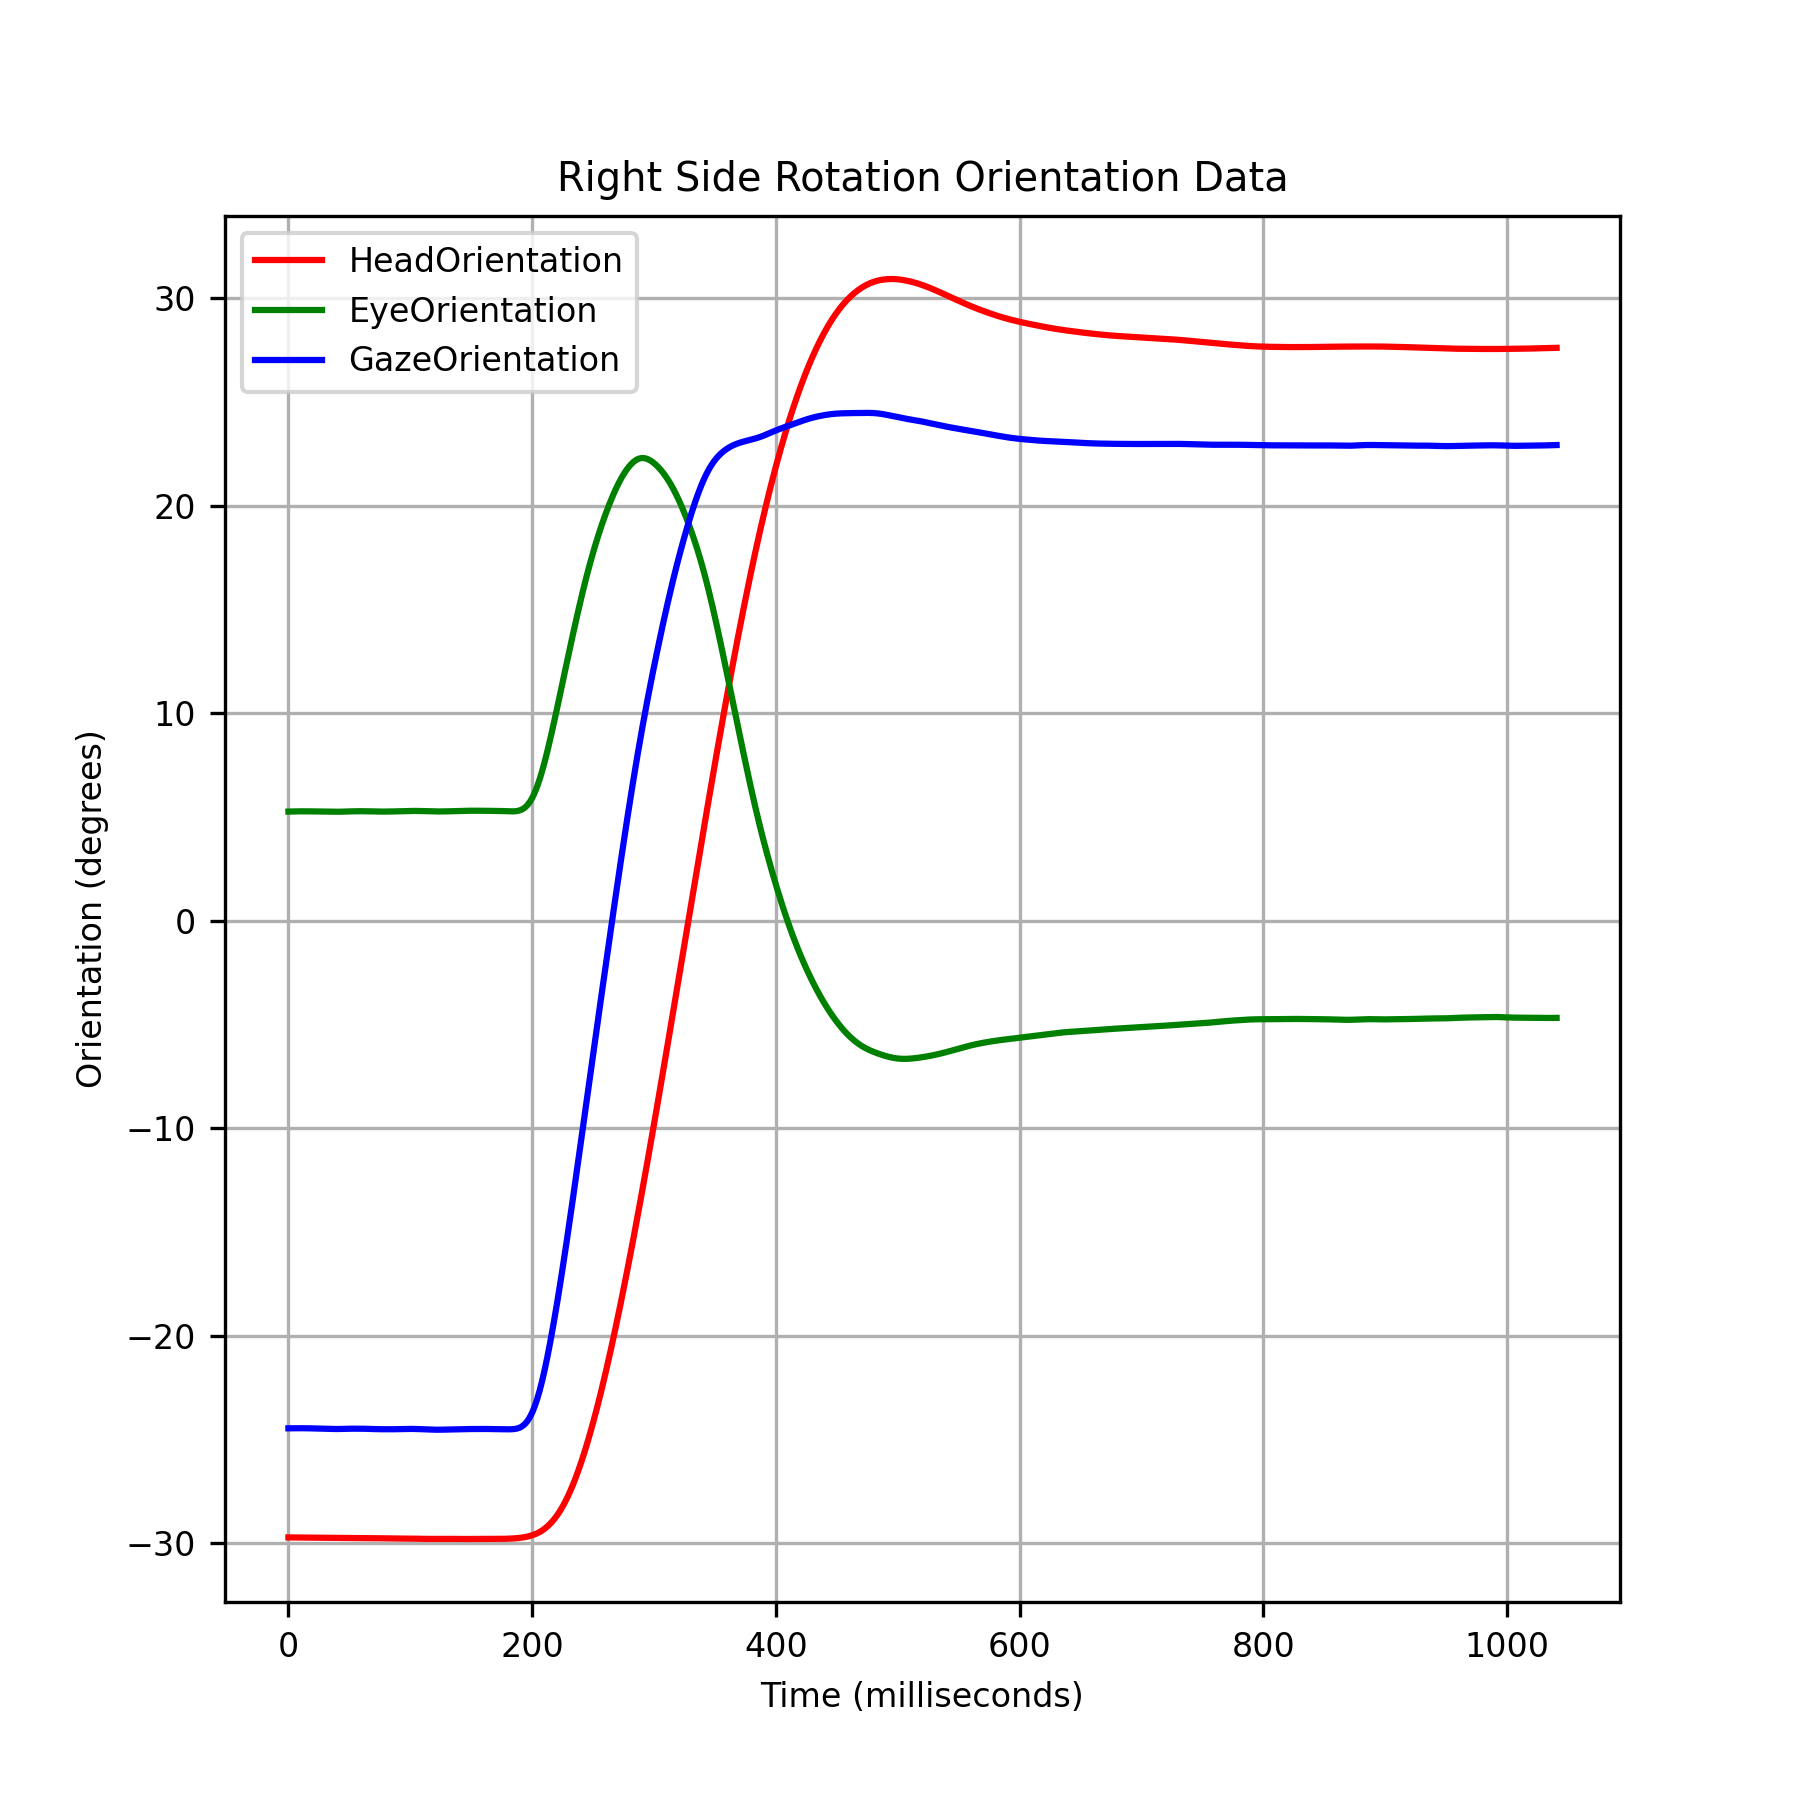 Right Side Rotation Orientation Data
HeadOrientation
EyeOrientation
GazeOrientation
30
20
10
0
−10
−20
−30
Orientation (degrees)
0 200 400 600 800 1000
Time (milliseconds)